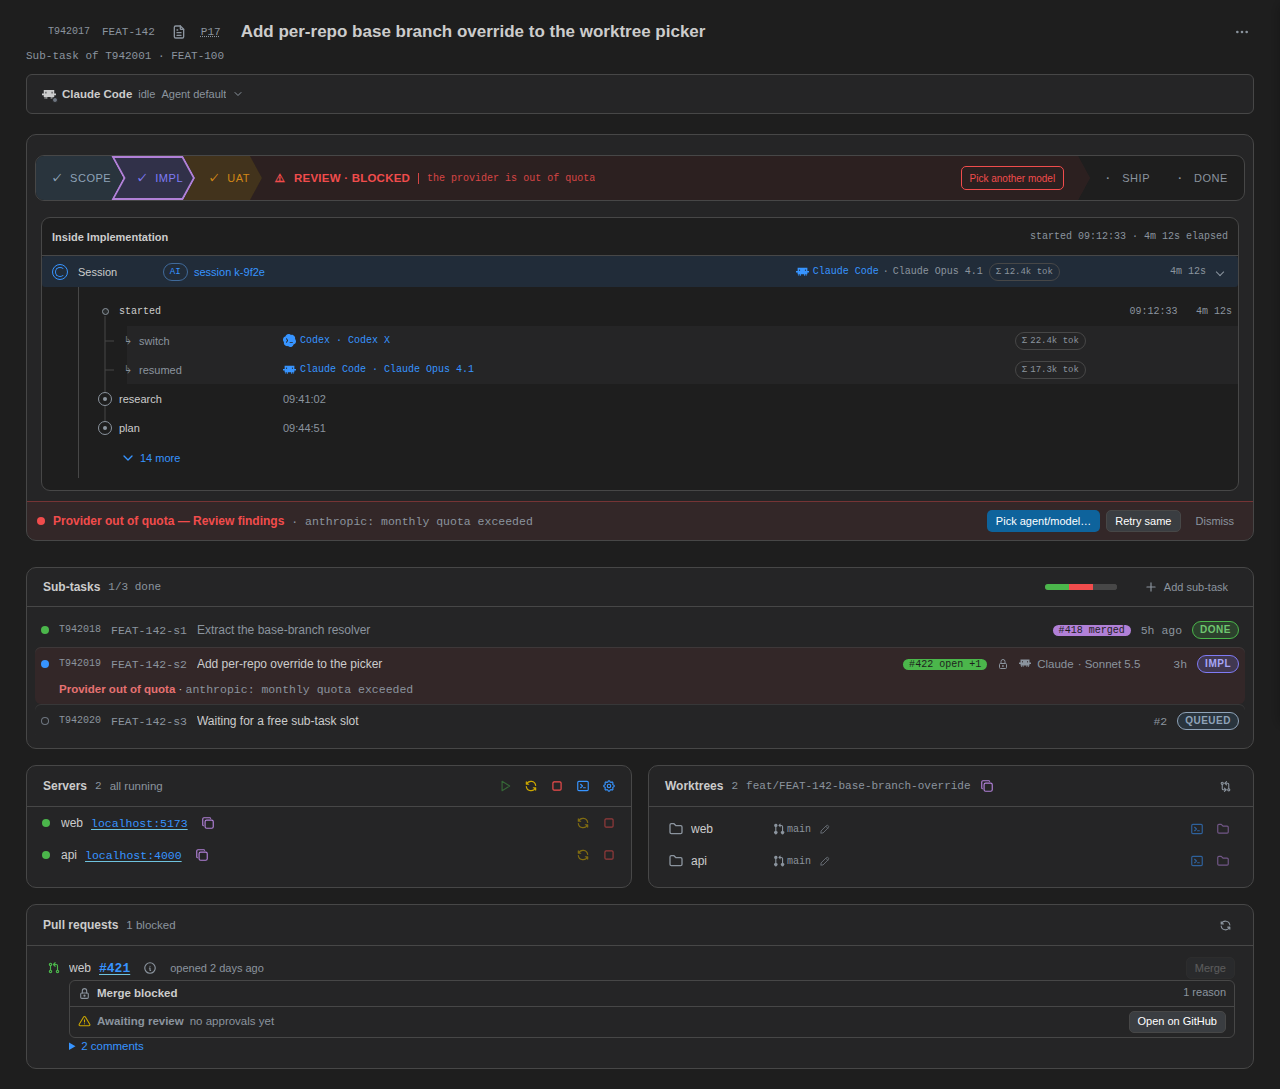 T942017 FEAT-142 P17 Add per-repo base branch override to the worktree picker
Sub-task of T942001 · FEAT-100
Claude Code idle Agent default
SCOPE IMPL UAT REVIEW · BLOCKED the provider is out of quota Pick another model · SHIP · DONE
Inside Implementation started 09:12:33 · 4m 12s elapsed
Session AI session k-9f2e Claude Code · Claude Opus 4.1 Σ 12.4k tok 4m 12s
started 09:12:33 4m 12s
↳ switch Codex · Codex X Σ 22.4k tok
↳ resumed Claude Code · Claude Opus 4.1 Σ 17.3k tok
research 09:41:02
plan 09:44:51
14 more
Provider out of quota — Review findings · anthropic: monthly quota exceeded Pick agent/model… Retry same Dismiss
Sub-tasks 1/3 done Add sub-task
T942018 FEAT-142-s1 Extract the base-branch resolver #418 merged 5h ago DONE
T942019 FEAT-142-s2 Add per-repo override to the picker #422 open +1 Claude · Sonnet 5.5 3h IMPL
Provider out of quota · anthropic: monthly quota exceeded
T942020 FEAT-142-s3 Waiting for a free sub-task slot #2 QUEUED
Servers 2 all running
web localhost:5173
api localhost:4000
Worktrees 2 feat/FEAT-142-base-branch-override
web main
api main
Pull requests 1 blocked
web #421 opened 2 days ago Merge
Merge blocked 1 reason
Awaiting review no approvals yet Open on GitHub
2 comments